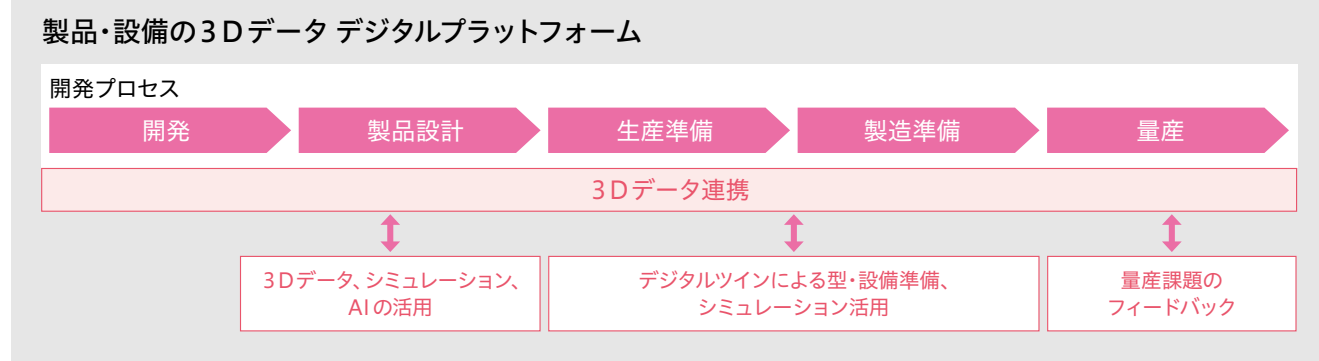 製品・設備の3Dデータ デジタルプラットフォーム
開発プロセス
開発
製品設計
生産準備
製造準備
量産
3Dデータ連携
3Dデータ、シミュレーション、
AIの活用
デジタルツインによる型・設備準備、
シミュレーション活用
量産課題の
フィードバック